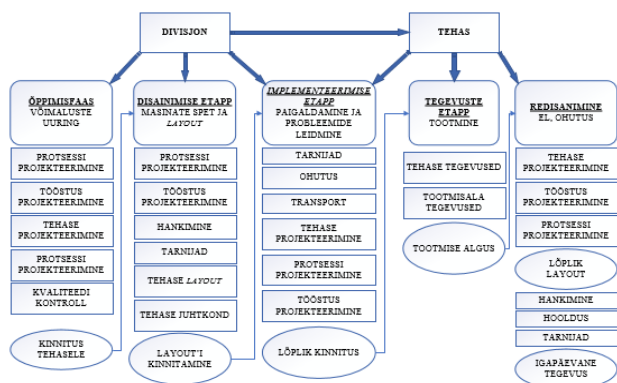 DIVISJON
TEHAS
ÕPPIMISFAAS
VÕIMALUSTE
UURING
PROTSESSI
PROJEKTEERIMINE
TÖÖSTUS
PROJEKTEERIMINE
TEHASE
PROJEKTEERIMINE
PROTSESSI
PROJEKTEERIMINE
KVALITEEDI
KONTROLL
KINNITUS
TEHASELE
DISAINIMISE ETAPP
MASINATE SPET JA
LAYOUT
PROTSESSI
PROJEKTEERIMINE
TÖÖSTUS
PROJEKTEERIMINE
HANKIMINE
TARNIJAD
TEHASE LAYOUT
TEHASE JUHTKOND
LAYOUT'I
KINNITAMINE
IMPLEMENTEERIMISE
ETAPP
PAIGALDAMINE JA
PROBLEEMIDE
LEIDMINE
TARNIJAD
OHUTUS
TRANSPORT
TEHASE
PROJEKTEERIMINE
PROTSESSI
PROJEKTEERIMINE
TÖÖSTUS
PROJEKTEERIMINE
LÕPLIK KINNITUS
TEGEVUSTE
ETAPP
TOOTMINE
TEHASE TEGEVUSED
TOOTMISALA
TEGEVUSED
TOOTMISE ALGUS
REDISANIMINE
EL, OHUTUS
TEHASE
PROJEKTEERIMINE
TÖÖSTUS
PROJEKTEERIMINE
PROTSESSI
PROJEKTEERIMINE
LÕPLIK
LAYOUT
HANKIMINE
HOOLDUS
TARNIJAD
IGAPÄEVANE
TEGEVUS